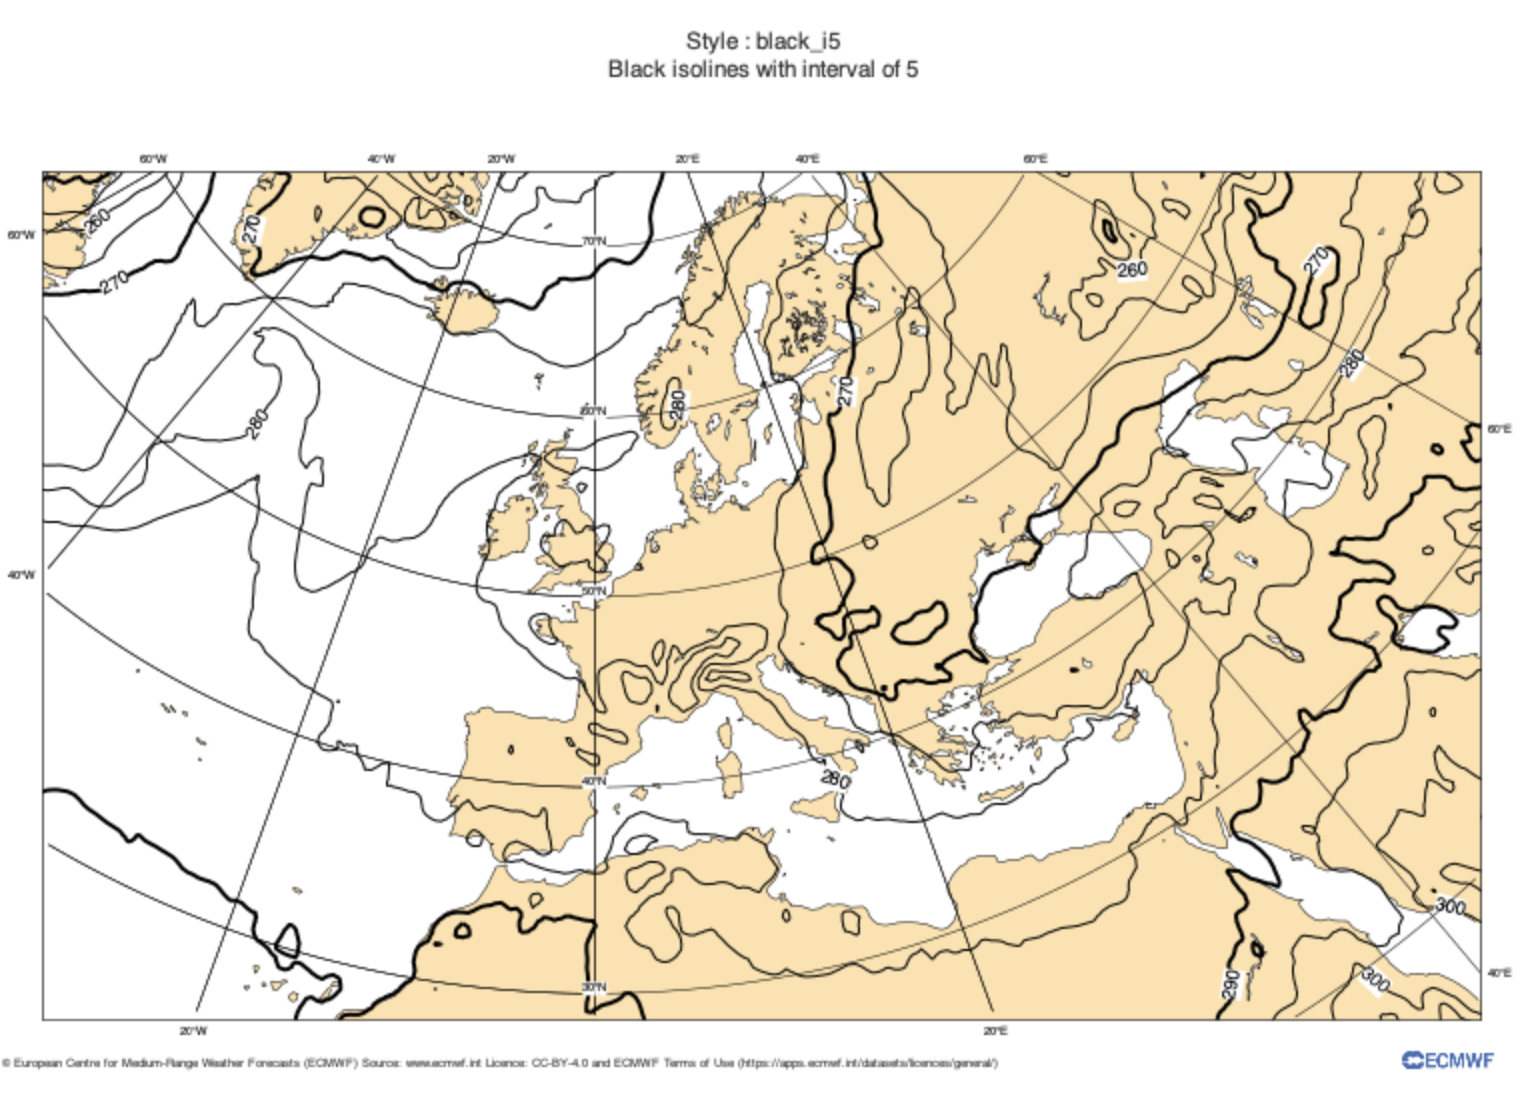 Style : black_i5
Black isolines with interval of 5
60°W 40°W 20°W 20°E 40°E 60°E
260
60°W
270
70°N
270
260
270
280
280
270
280
60°N
60°E
40°W
50°N
280
40°N
300
300
290
30°N
40°E
20°W 20°E
© European Centre for Medium-Range Weather Forecasts (ECMWF) Source: www.ecmwf.int Licence: CC-BY-4.0 and ECMWF Terms of Use (https://apps.ecmwf.int/datasets/licences/general/)
ECMWF